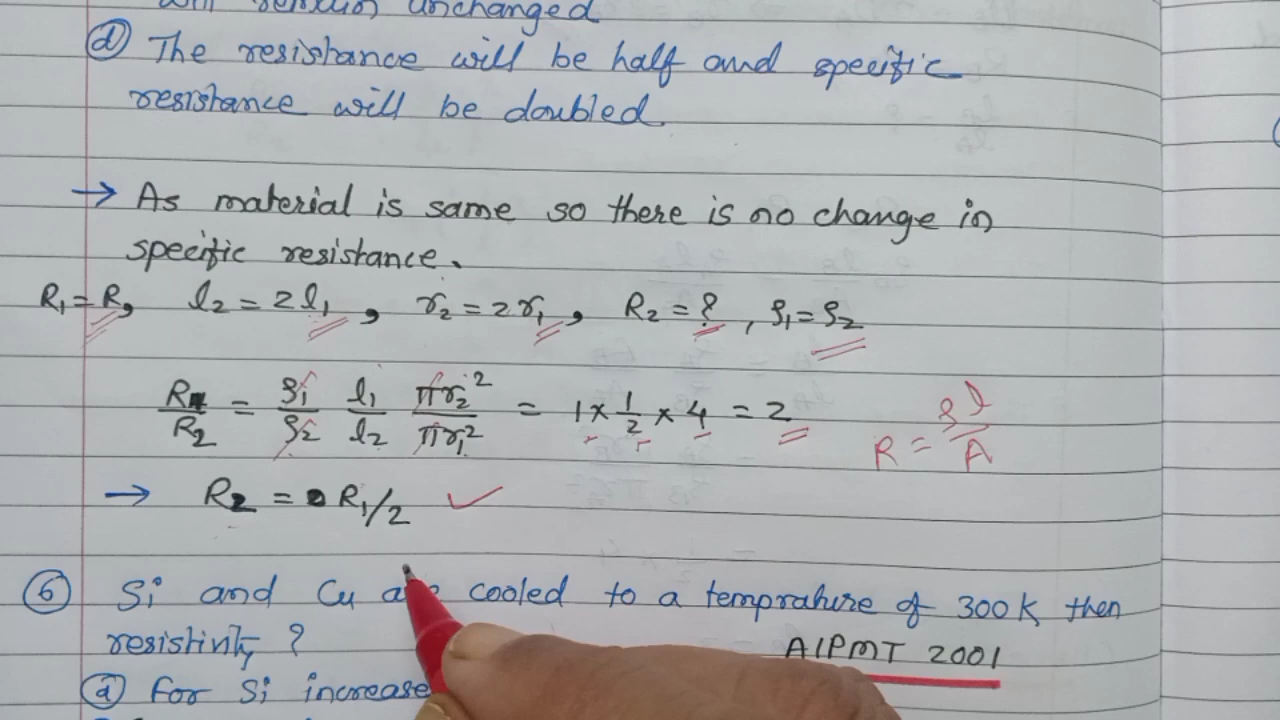 will remain unchanged
ⓓ The resistance will be half and specific
resistance will be doubled.
→ As material is same so there is no change in
specific resistance.
R₁ = R, l₂ = 2l₁, r₂ = 2r₁, R₂ = ?, ρ₁ = ρ₂
R₁/R₂ = ρ₁/ρ₂ l₁/l₂ πr₂²/πr₁² = 1 × 1/2 × 4 = 2 R = ρl/A
→ R₂ = R₁/2 ✓
⑥ Si and Cu are cooled to a temprature of 300 K then
resistivity ?
AIPMT 2001
ⓐ for Si increase